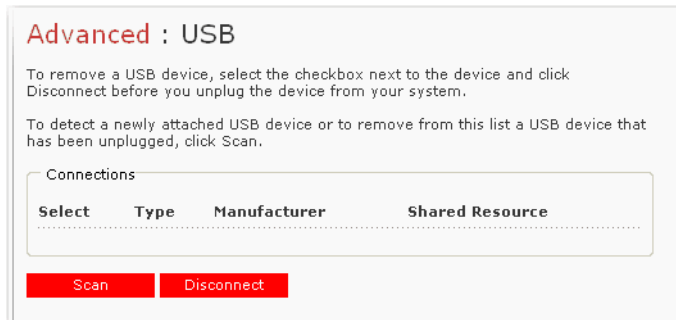 Advanced : USB
To remove a USB device, select the checkbox next to the device and click
Disconnect before you unplug the device from your system.
To detect a newly attached USB device or to remove from this list a USB device that
has been unplugged, click Scan.
Connections
Select Type Manufacturer Shared Resource
Scan Disconnect